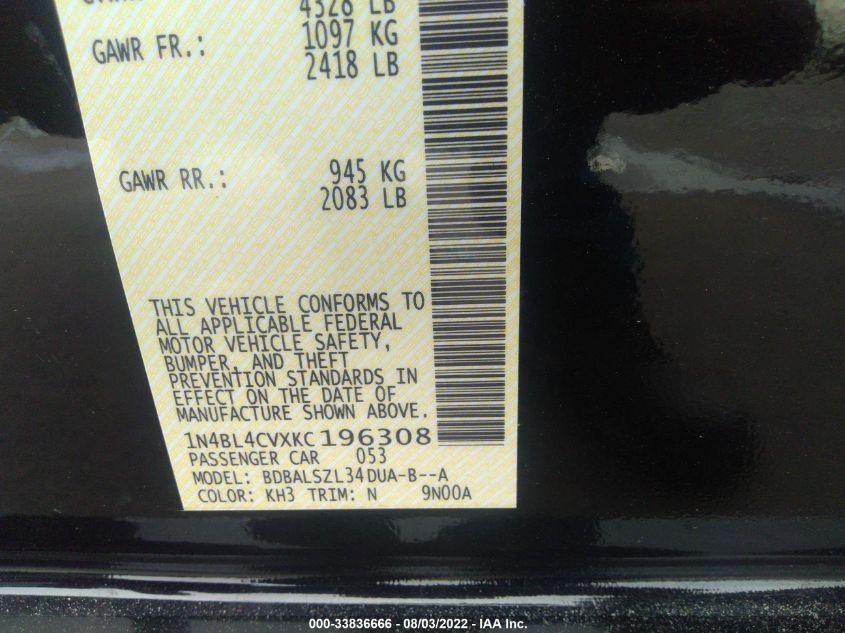 4328 LB
GAWR FR.: 1097 KG
2418 LB
GAWR RR.: 945 KG
2083 LB
THIS VEHICLE CONFORMS TO
ALL APPLICABLE FEDERAL
MOTOR VEHICLE SAFETY,
BUMPER, AND THEFT
PREVENTION STANDARDS IN
EFFECT ON THE DATE OF
MANUFACTURE SHOWN ABOVE.
1N4BL4CVXKC196308
PASSENGER CAR 053
MODEL: BDBALSZL34DUA-B--A
COLOR: KH3 TRIM: N 9N00A
000-33836666 - 08/03/2022 - IAA Inc.